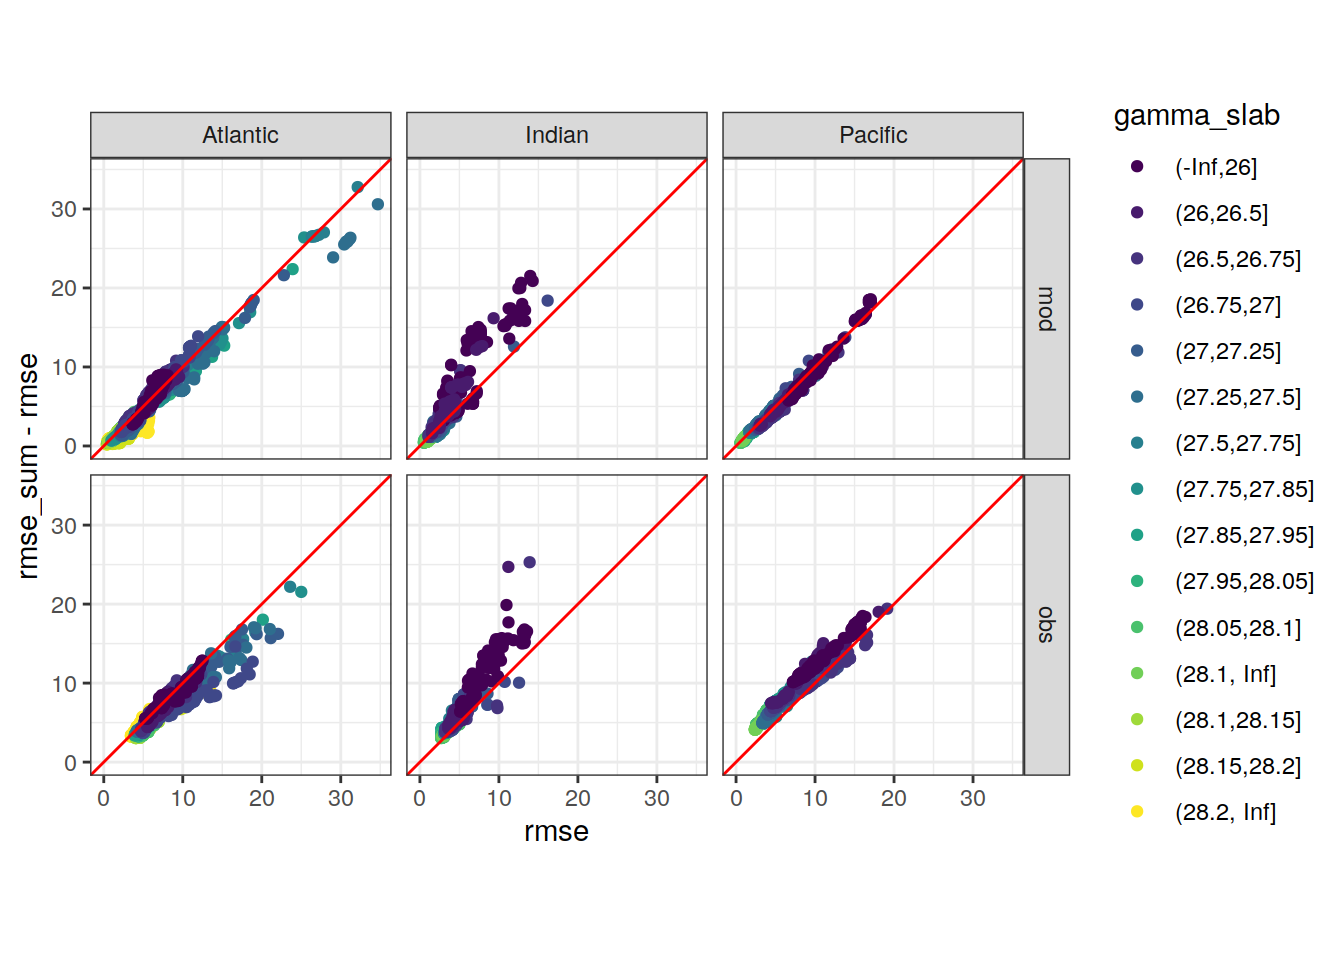 Atlantic
Indian
Pacific
mod
obs
rmse_sum - rmse
30
20
10
0
30
20
10
0
0 10 20 30
0 10 20 30
0 10 20 30
rmse
gamma_slab
(-Inf,26]
(26,26.5]
(26.5,26.75]
(26.75,27]
(27,27.25]
(27.25,27.5]
(27.5,27.75]
(27.75,27.85]
(27.85,27.95]
(27.95,28.05]
(28.05,28.1]
(28.1, Inf]
(28.1,28.15]
(28.15,28.2]
(28.2, Inf]